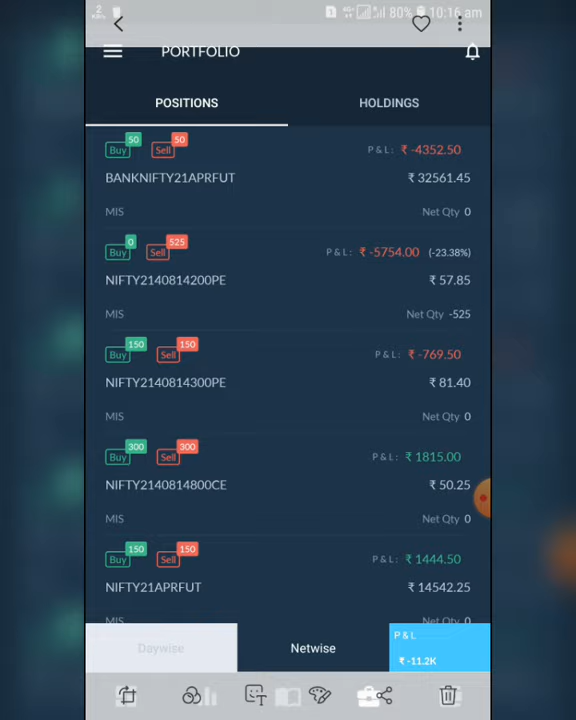 2
KB/s
80% 10:16 am
PORTFOLIO
POSITIONS HOLDINGS
Buy 50 Sell 50 P&L: ₹ -4352.50
BANKNIFTY21APRFUT ₹ 32561.45
MIS Net Qty 0
Buy 0 Sell 525 P&L: ₹ -5754.00 (-23.38%)
NIFTY2140814200PE ₹ 57.85
MIS Net Qty -525
Buy 150 Sell 150 P&L: ₹ -769.50
NIFTY2140814300PE ₹ 81.40
MIS Net Qty 0
Buy 300 Sell 300 P&L: ₹ 1815.00
NIFTY2140814800CE ₹ 50.25
MIS Net Qty 0
Buy 150 Sell 150 P&L: ₹ 1444.50
NIFTY21APRFUT ₹ 14542.25
MIS Net Qty 0
Daywise Netwise P&L
₹ -11.2K